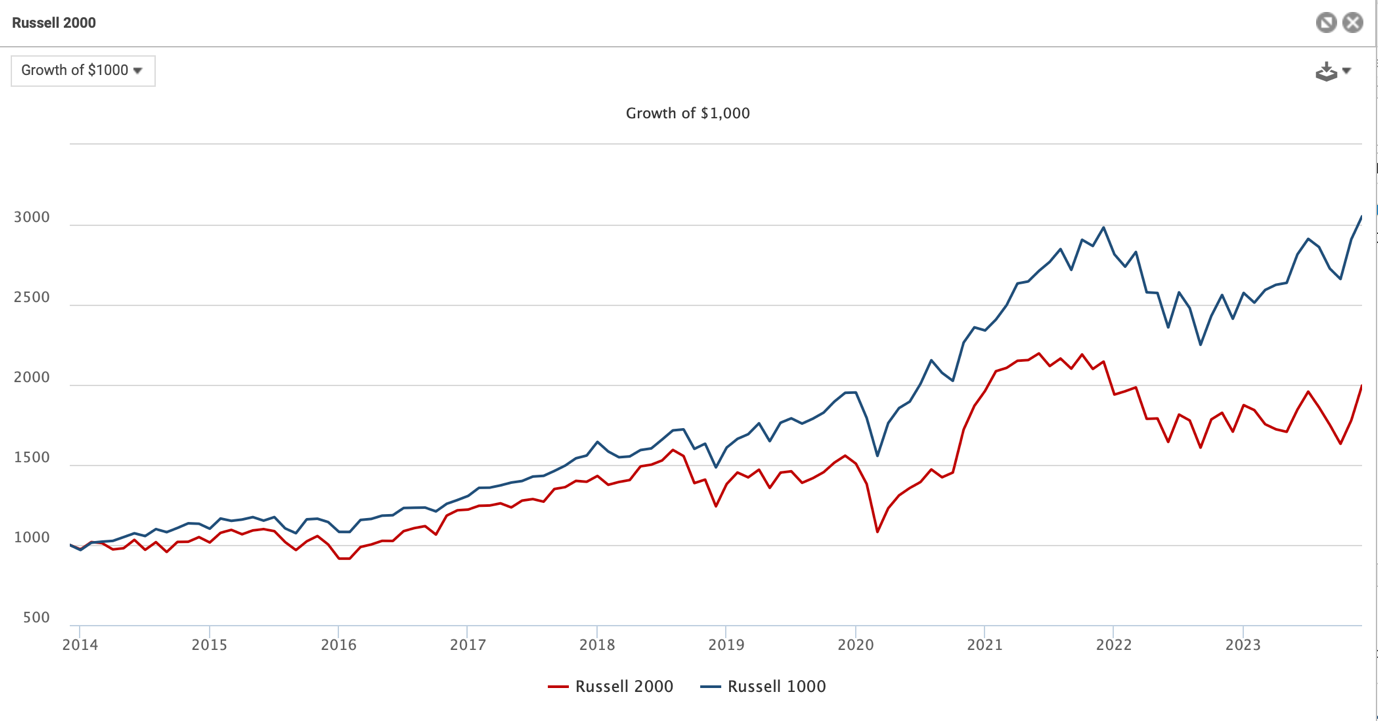 Russell 2000
Growth of $1000
Growth of $1,000
3000
2500
2000
1500
1000
500
2014 2015 2016 2017 2018 2019 2020 2021 2022 2023
Russell 2000 Russell 1000